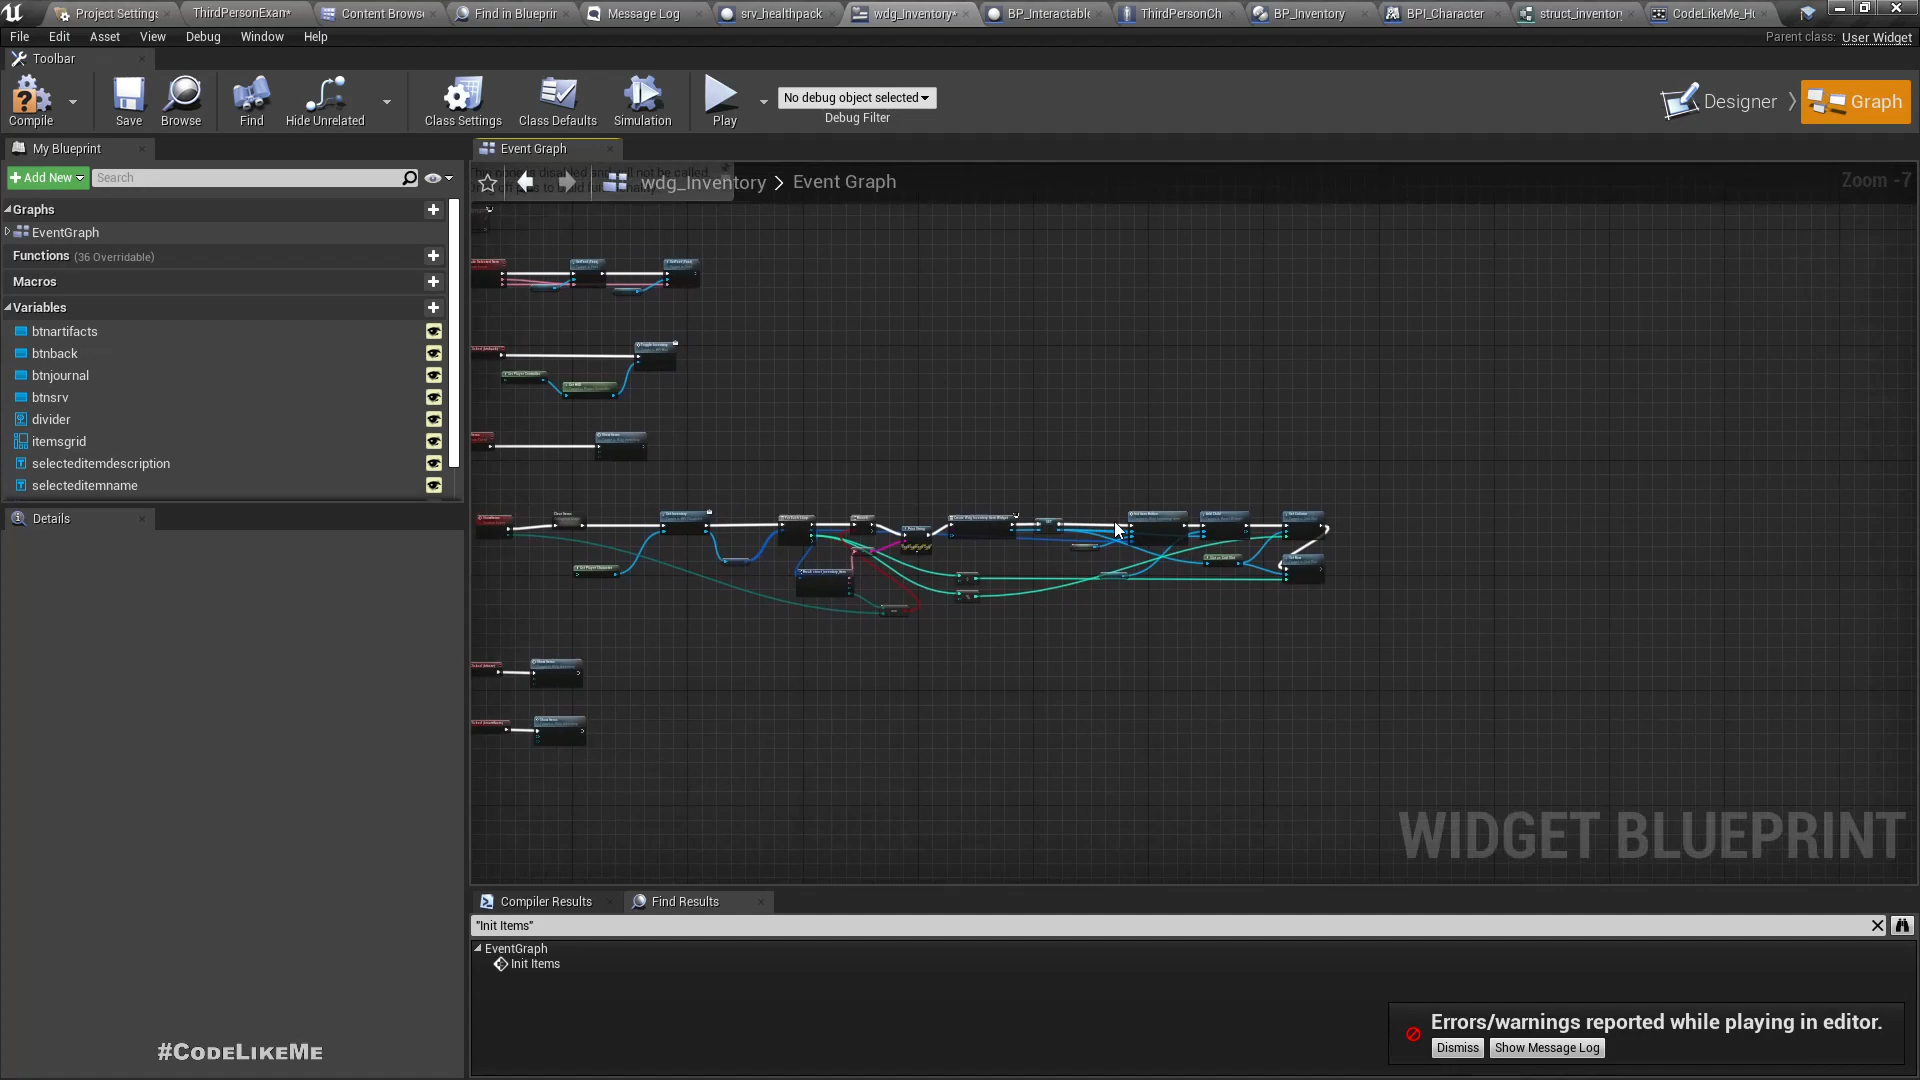 Project Settings
ThirdPersonExam*
Content Browse
Find in Blueprin
Message Log
srv_healthpack
wdg_Inventory*
BP_Interactabl
ThirdPersonCh
BP_Inventory
BPI_Character
struct_inventory
CodeLikeMe_H
File
Edit
Asset
View
Debug
Window
Help
Parent class: User Widget
Toolbar
Compile
Save
Browse
Find
Hide Unrelated
Class Settings
Class Defaults
Simulation
Play
No debug object selected
Debug Filter
Designer
Graph
My Blueprint
Event Graph
Add New
Search
wdg_Inventory > Event Graph
Zoom -7
Graphs
EventGraph
Functions (36 Overridable)
Macros
Variables
btnartifacts
btnback
btnjournal
btnsrv
divider
itemsgrid
selecteditemdescription
selecteditemname
Details
WIDGET BLUEPRINT
Compiler Results
Find Results
"Init Items"
EventGraph
Init Items
Errors/warnings reported while playing in editor.
Dismiss
Show Message Log
#CodeLikeMe